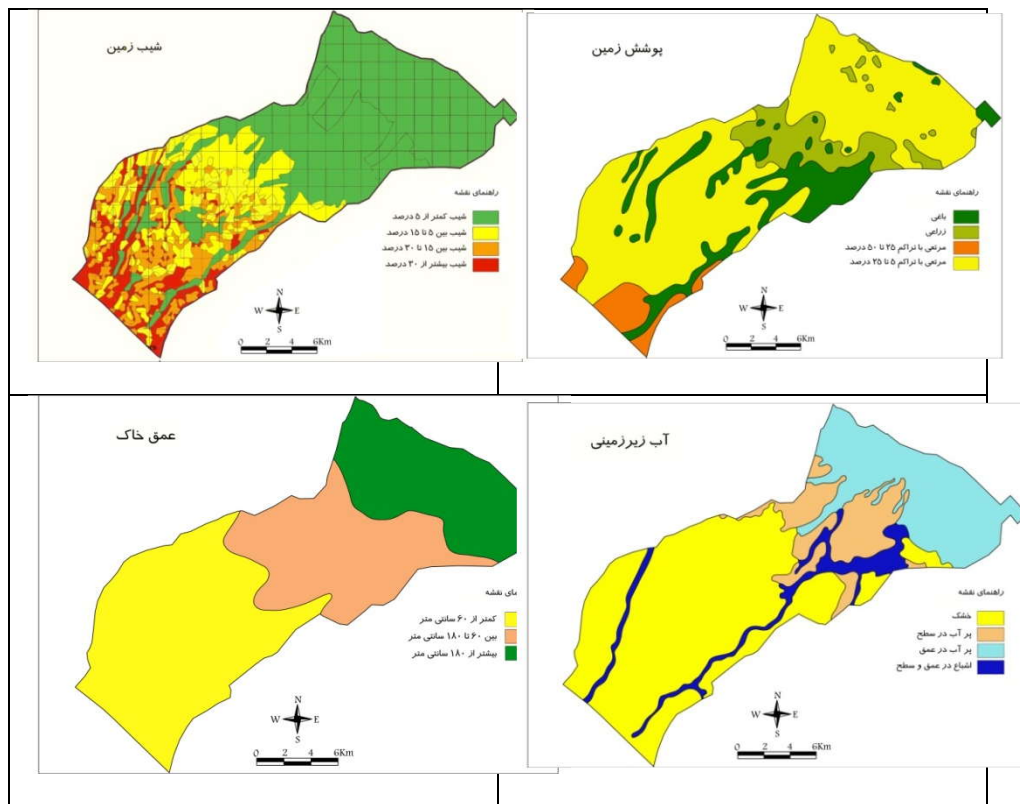 شیب زمین
راهنمای نقشه
شیب کمتر از ۵ درصد
شیب بین ۵ تا ۱۵ درصد
شیب بین ۱۵ تا ۳۰ درصد
شیب بیشتر از ۳۰ درصد
N
W E
S
0 2 4 6Km
پوشش زمین
راهنمای نقشه
باغی
زراعی
مرتعی با تراکم ۲۵ تا ۵۰ درصد
مرتعی با تراکم ۵ تا ۲۵ درصد
N
W E
S
0 2 4 6Km
عمق خاک
نمای نقشه
کمتر از ۶۰ سانتی متر
بین ۶۰ تا ۱۸۰ سانتی متر
بیشتر از ۱۸۰ سانتی متر
N
W E
S
0 2 4 6Km
آب زیرزمینی
راهنمای نقشه
خشک
پر آب در سطح
پر آب در عمق
اشباع در عمق و سطح
N
W E
S
0 2 4 6Km